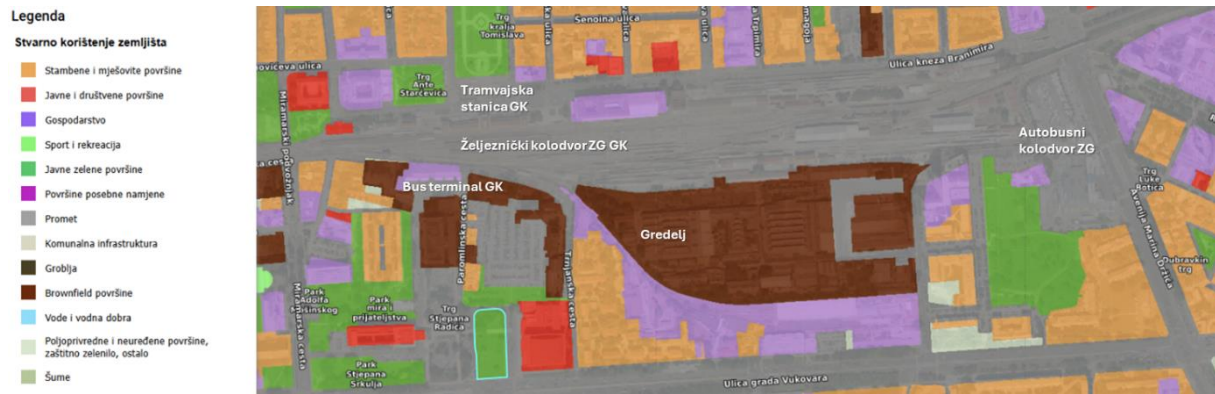 Legenda
Stvarno korištenje zemljišta
Stambene i mješovite površine
Javne i društvene površine
Gospodarstvo
Sport i rekreacija
Javne zelene površine
Površine posebne namjene
Promet
Komunalna infrastruktura
Groblja
Brownfield površine
Vode i vodna dobra
Poljoprivredne i neuređene površine,
zaštitno zelenilo, ostalo
Šume
Trg
kralja
Tomislava
Šenoina ulica
ulica
Ulica kneza Branimira
Trg
Ante
Starčevića
Tramvajska
stanica GK
Željeznički kolodvor ZG GK
Autobusni
kolodvor ZG
Miramarski podvožnjak
Bus terminal GK
Paromlinska cesta
Gredelj
Trnjanska cesta
Trg
Luke
Botića
Avenija Marina Držića
Dubravkin
trg
Miramarska cesta
Park
Park
mira i
prijateljstva
Trg
Stjepana
Radića
Park
Stjepana
Ulica grada Vukovara